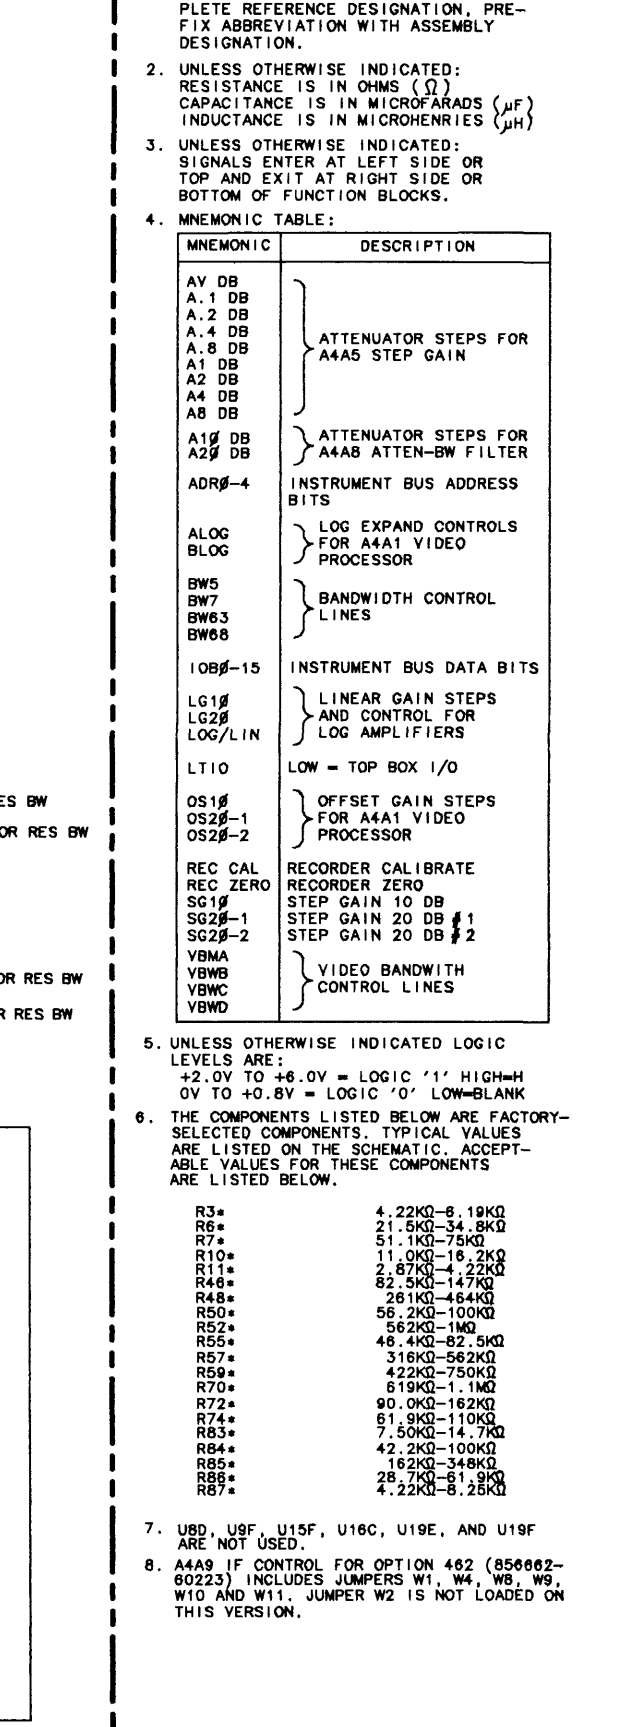 PLETE REFERENCE DESIGNATION, PRE-
FIX ABBREVIATION WITH ASSEMBLY
DESIGNATION.
2. UNLESS OTHERWISE INDICATED:
RESISTANCE IS IN OHMS (Ω)
CAPACITANCE IS IN MICROFARADS (µF)
INDUCTANCE IS IN MICROHENRIES (µH)
3. UNLESS OTHERWISE INDICATED:
SIGNALS ENTER AT LEFT SIDE OR
TOP AND EXIT AT RIGHT SIDE OR
BOTTOM OF FUNCTION BLOCKS.
4. MNEMONIC TABLE:
MNEMONIC DESCRIPTION
AV DB
A.1 DB
A.2 DB
A.4 DB
A.8 DB
A1 DB
A2 DB
A4 DB
A8 DB
ATTENUATOR STEPS FOR
A4A5 STEP GAIN
A1Ø DB
A2Ø DB
ATTENUATOR STEPS FOR
A4A8 ATTEN-BW FILTER
ADRØ-4 INSTRUMENT BUS ADDRESS
BITS
ALOG
BLOG
LOG EXPAND CONTROLS
FOR A4A1 VIDEO
PROCESSOR
BW5
BW7
BW63
BW68
BANDWIDTH CONTROL
LINES
IOBØ-15 INSTRUMENT BUS DATA BITS
LG1Ø
LG2Ø
LOG/LIN
LINEAR GAIN STEPS
AND CONTROL FOR
LOG AMPLIFIERS
LTIO LOW = TOP BOX I/O
OS1Ø
OS2Ø-1
OS2Ø-2
OFFSET GAIN STEPS
FOR A4A1 VIDEO
PROCESSOR
REC CAL RECORDER CALIBRATE
REC ZERO RECORDER ZERO
SG1Ø STEP GAIN 10 DB
SG2Ø-1 STEP GAIN 20 DB #1
SG2Ø-2 STEP GAIN 20 DB #2
VBMA
VBWB
VBWC
VBWD
VIDEO BANDWITH
CONTROL LINES
5. UNLESS OTHERWISE INDICATED LOGIC
LEVELS ARE:
+2.0V TO +6.0V = LOGIC '1' HIGH=H
0V TO +0.8V = LOGIC '0' LOW=BLANK
6. THE COMPONENTS LISTED BELOW ARE FACTORY-
SELECTED COMPONENTS. TYPICAL VALUES
ARE LISTED ON THE SCHEMATIC. ACCEPT-
ABLE VALUES FOR THESE COMPONENTS
ARE LISTED BELOW.
R3* 4.22KΩ-6.19KΩ
R6* 21.5KΩ-34.8KΩ
R7* 51.1KΩ-75KΩ
R10* 11.0KΩ-16.2KΩ
R11* 2.87KΩ-4.22KΩ
R46* 82.5KΩ-147KΩ
R48* 261KΩ-464KΩ
R50* 56.2KΩ-100KΩ
R52* 562KΩ-1MΩ
R55* 46.4KΩ-82.5KΩ
R57* 316KΩ-562KΩ
R59* 422KΩ-750KΩ
R70* 619KΩ-1.1MΩ
R72* 90.0KΩ-162KΩ
R74* 61.9KΩ-110KΩ
R83* 7.50KΩ-14.7KΩ
R84* 42.2KΩ-100KΩ
R85* 162KΩ-348KΩ
R86* 28.7KΩ-61.9KΩ
R87* 4.22KΩ-8.25KΩ
7. U8D, U9F, U15F, U16C, U19E, AND U19F
ARE NOT USED.
8. A4A9 IF CONTROL FOR OPTION 462 (856662-
60223) INCLUDES JUMPERS W1, W4, W8, W9,
W10 AND W11. JUMPER W2 IS NOT LOADED ON
THIS VERSION.
ES BW
OR RES BW
OR RES BW
R RES BW